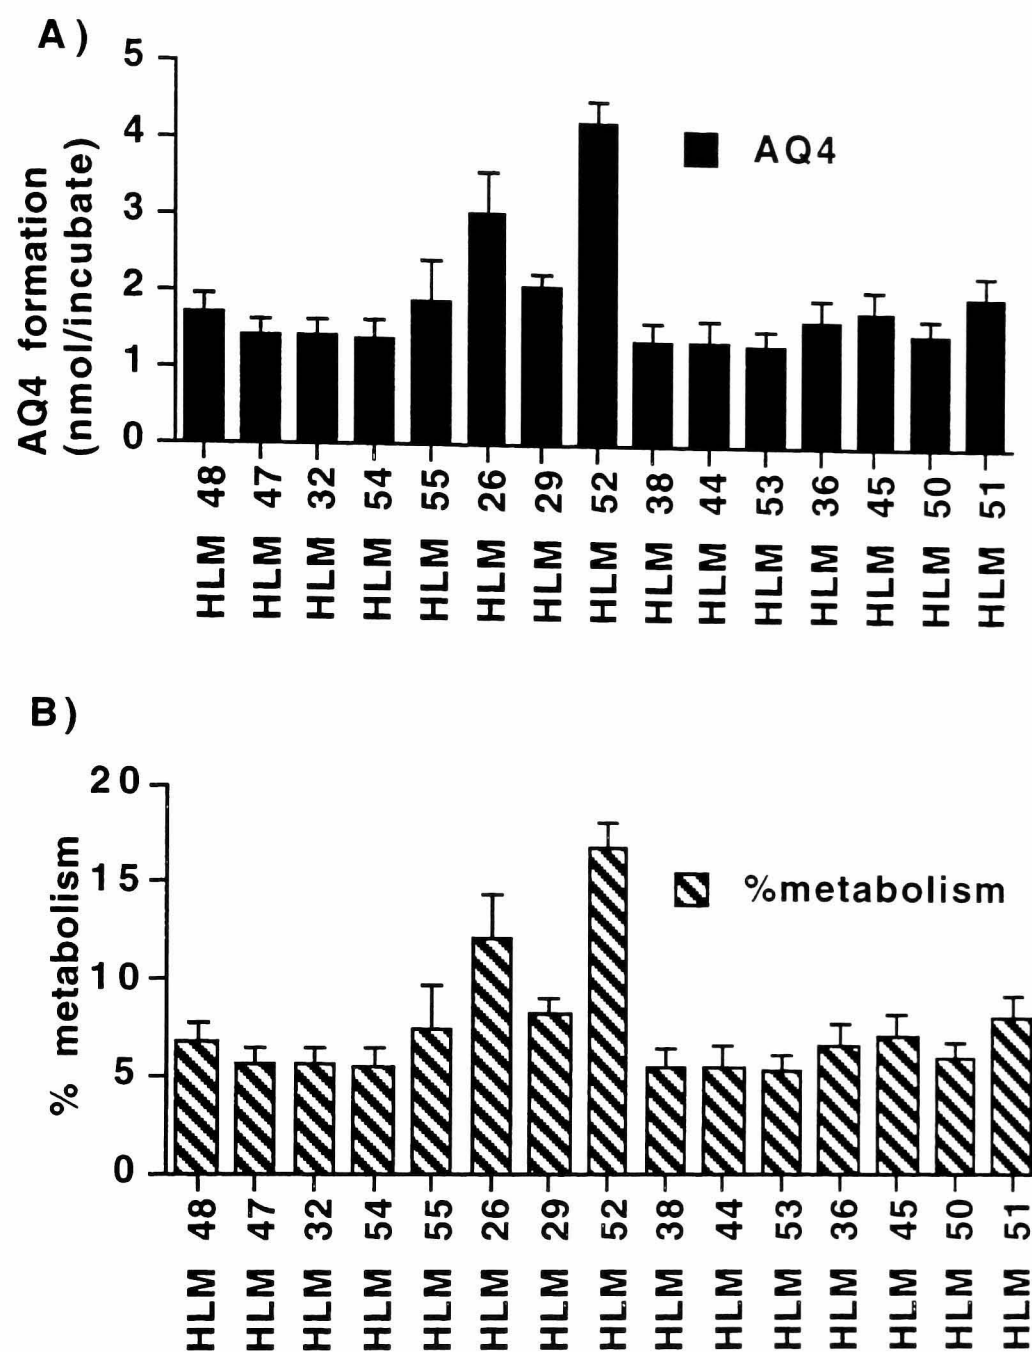 A)
5
4
3
2
1
0
AQ4 formation
(nmol/incubate)
AQ4
HLM 48
HLM 47
HLM 32
HLM 54
HLM 55
HLM 26
HLM 29
HLM 52
HLM 38
HLM 44
HLM 53
HLM 36
HLM 45
HLM 50
HLM 51
B)
20
15
10
5
0
% metabolism
%metabolism
HLM 48
HLM 47
HLM 32
HLM 54
HLM 55
HLM 26
HLM 29
HLM 52
HLM 38
HLM 44
HLM 53
HLM 36
HLM 45
HLM 50
HLM 51